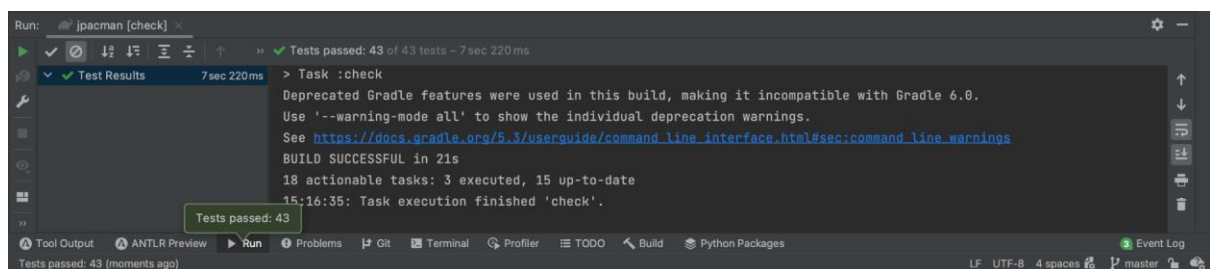 Run: jpacman [check] ×
» Tests passed: 43 of 43 tests – 7 sec 220 ms
Test Results 7 sec 220 ms
> Task :check
Deprecated Gradle features were used in this build, making it incompatible with Gradle 6.0.
Use '--warning-mode all' to show the individual deprecation warnings.
See https://docs.gradle.org/5.3/userguide/command_line_interface.html#sec:command_line_warnings
BUILD SUCCESSFUL in 21s
18 actionable tasks: 3 executed, 15 up-to-date
15:16:35: Task execution finished 'check'.
Tests passed: 43
»
Tool Output ANTLR Preview Run Problems Git Terminal Profiler TODO Build Python Packages 3 Event Log
Tests passed: 43 (moments ago) LF UTF-8 4 spaces master